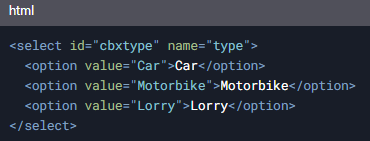 html
<select id="cbxtype" name="type">
  <option value="Car">Car</option>
  <option value="Motorbike">Motorbike</option>
  <option value="Lorry">Lorry</option>
</select>